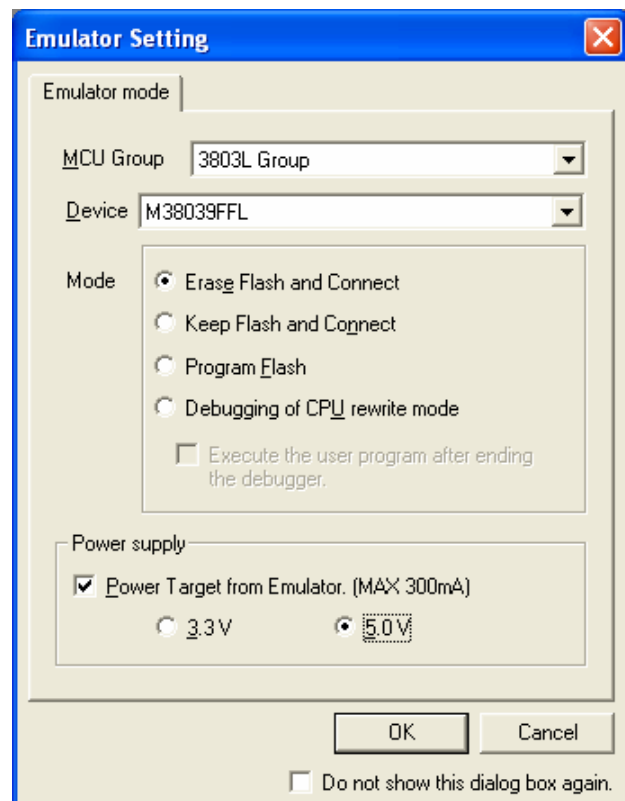 Emulator Setting
Emulator mode
MCU Group 3803L Group
Device M38039FFL
Mode
Erase Flash and Connect
Keep Flash and Connect
Program Flash
Debugging of CPU rewrite mode
Execute the user program after ending
the debugger.
Power supply
Power Target from Emulator. (MAX 300mA)
3.3 V 5.0 V
OK Cancel
Do not show this dialog box again.